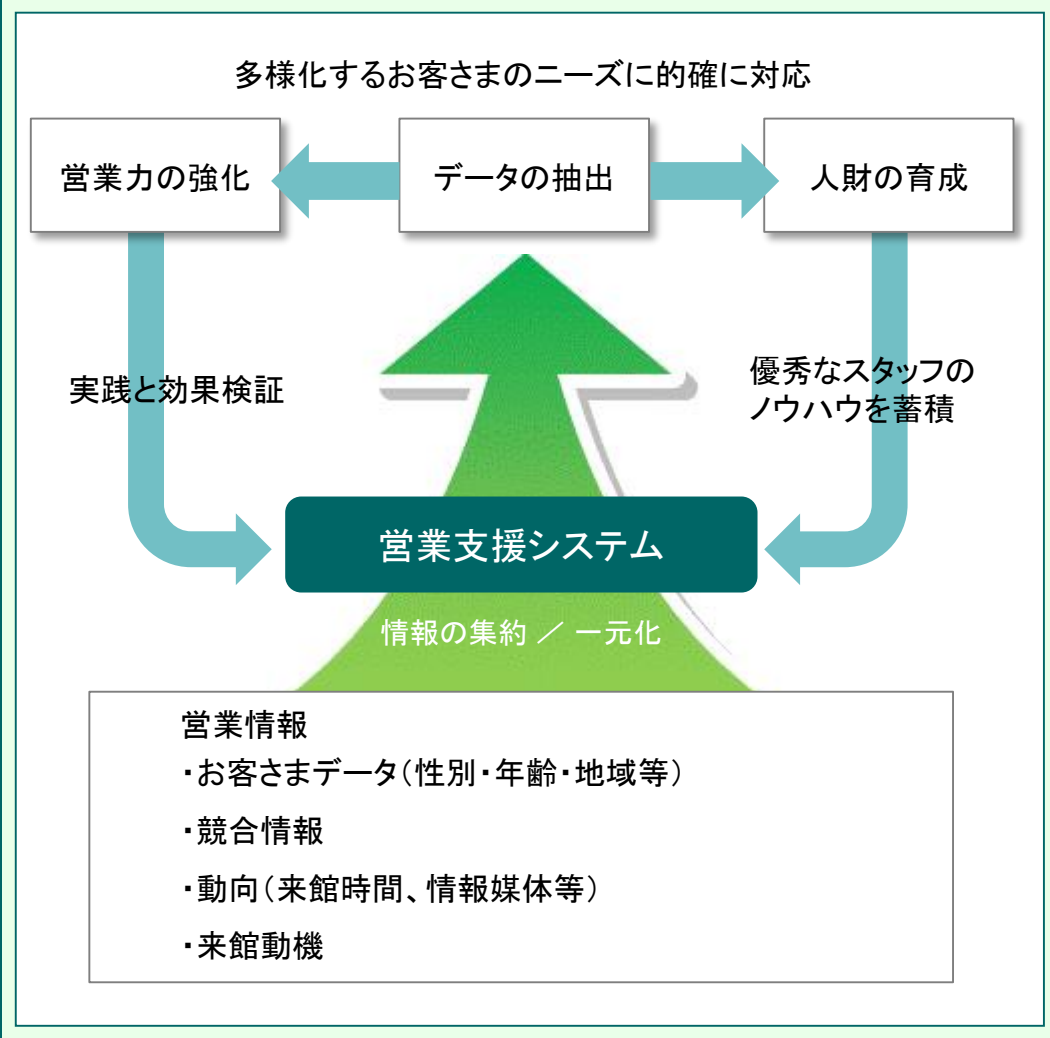 多様化するお客さまのニーズに的確に対応
営業力の強化
データの抽出
人財の育成
実践と効果検証
優秀なスタッフの
ノウハウを蓄積
営業支援システム
情報の集約 ／ 一元化
営業情報
・お客さまデータ（性別・年齢・地域等）
・競合情報
・動向（来館時間、情報媒体等）
・来館動機